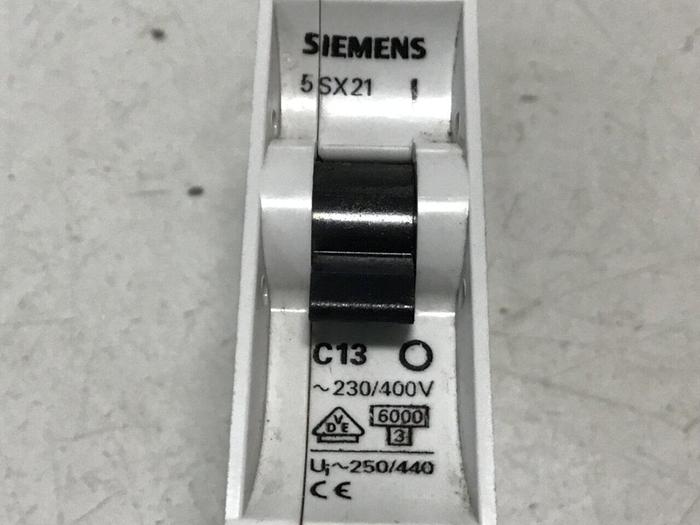 SIEMENS
5SX21 I
C13 O
~230/400V
VDE 6000
3
Ui~250/440
CE